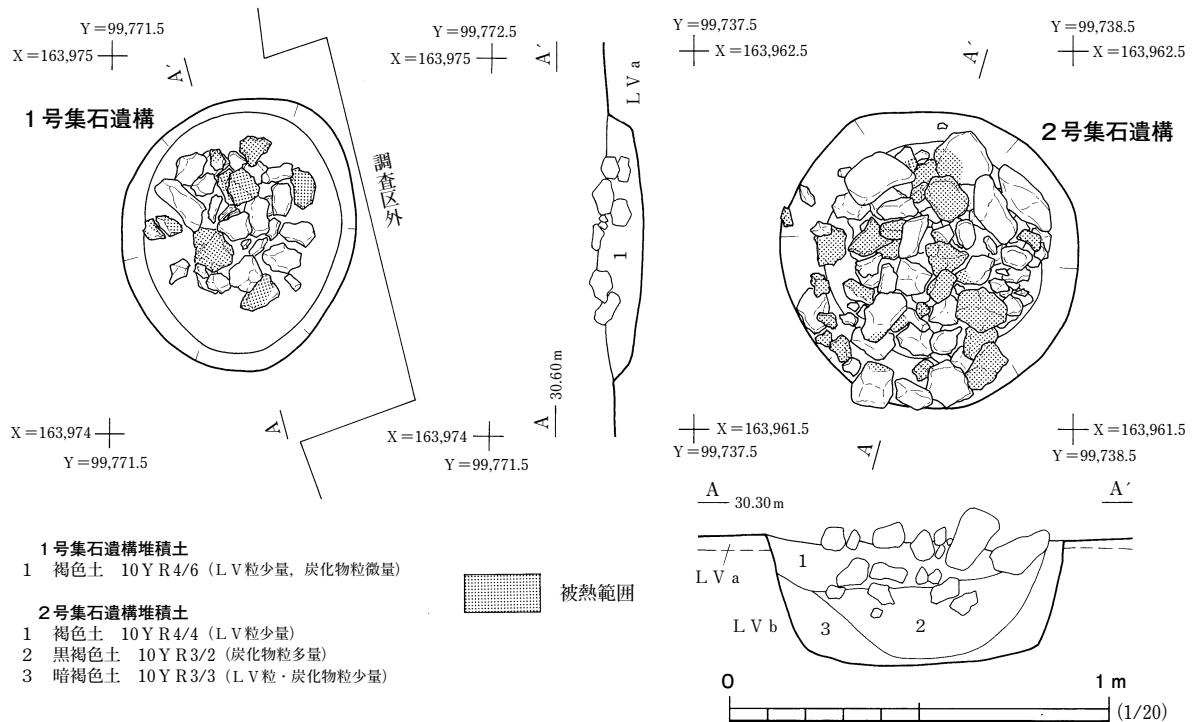 Y＝99,771.5
X＝163,975
Y＝99,772.5
X＝163,975
A′
A′
1号集石遺構
調査区外
LⅤa
1
A 30.60m
A
X＝163,974
Y＝99,771.5
X＝163,974
Y＝99,771.5
Y＝99,737.5
X＝163,962.5
Y＝99,738.5
X＝163,962.5
A′
2号集石遺構
X＝163,961.5
Y＝99,737.5
X＝163,961.5
Y＝99,738.5
A
A 30.30m
A′
1
LⅤa
LⅤb
3
2
1号集石遺構堆積土
1 褐色土 10YR4/6（LⅤ粒少量，炭化物粒微量）
2号集石遺構堆積土
1 褐色土 10YR4/4（LⅤ粒少量）
2 黒褐色土 10YR3/2（炭化物粒多量）
3 暗褐色土 10YR3/3（LⅤ粒・炭化物粒少量）
被熱範囲
0 1m
(1/20)